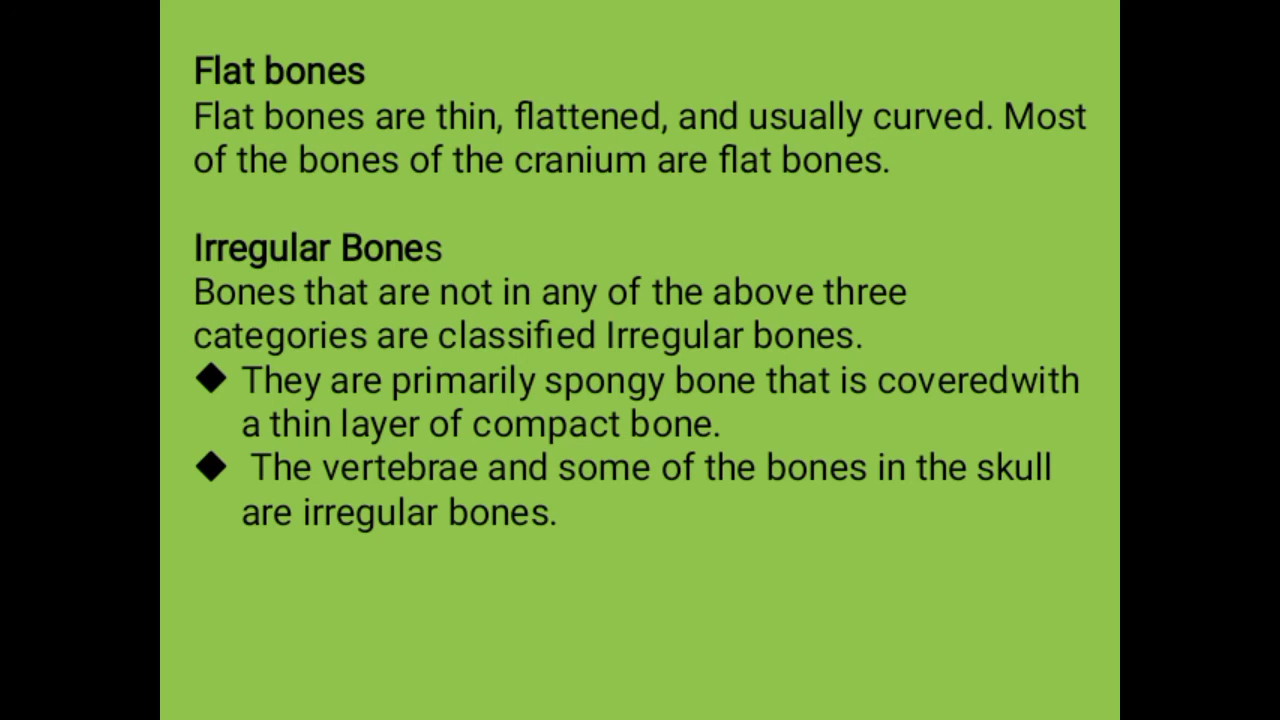 Flat bones
Flat bones are thin, flattened, and usually curved. Most
of the bones of the cranium are flat bones.
Irregular Bones
Bones that are not in any of the above three
categories are classified Irregular bones.
◆ They are primarily spongy bone that is coveredwith
a thin layer of compact bone.
◆ The vertebrae and some of the bones in the skull
are irregular bones.